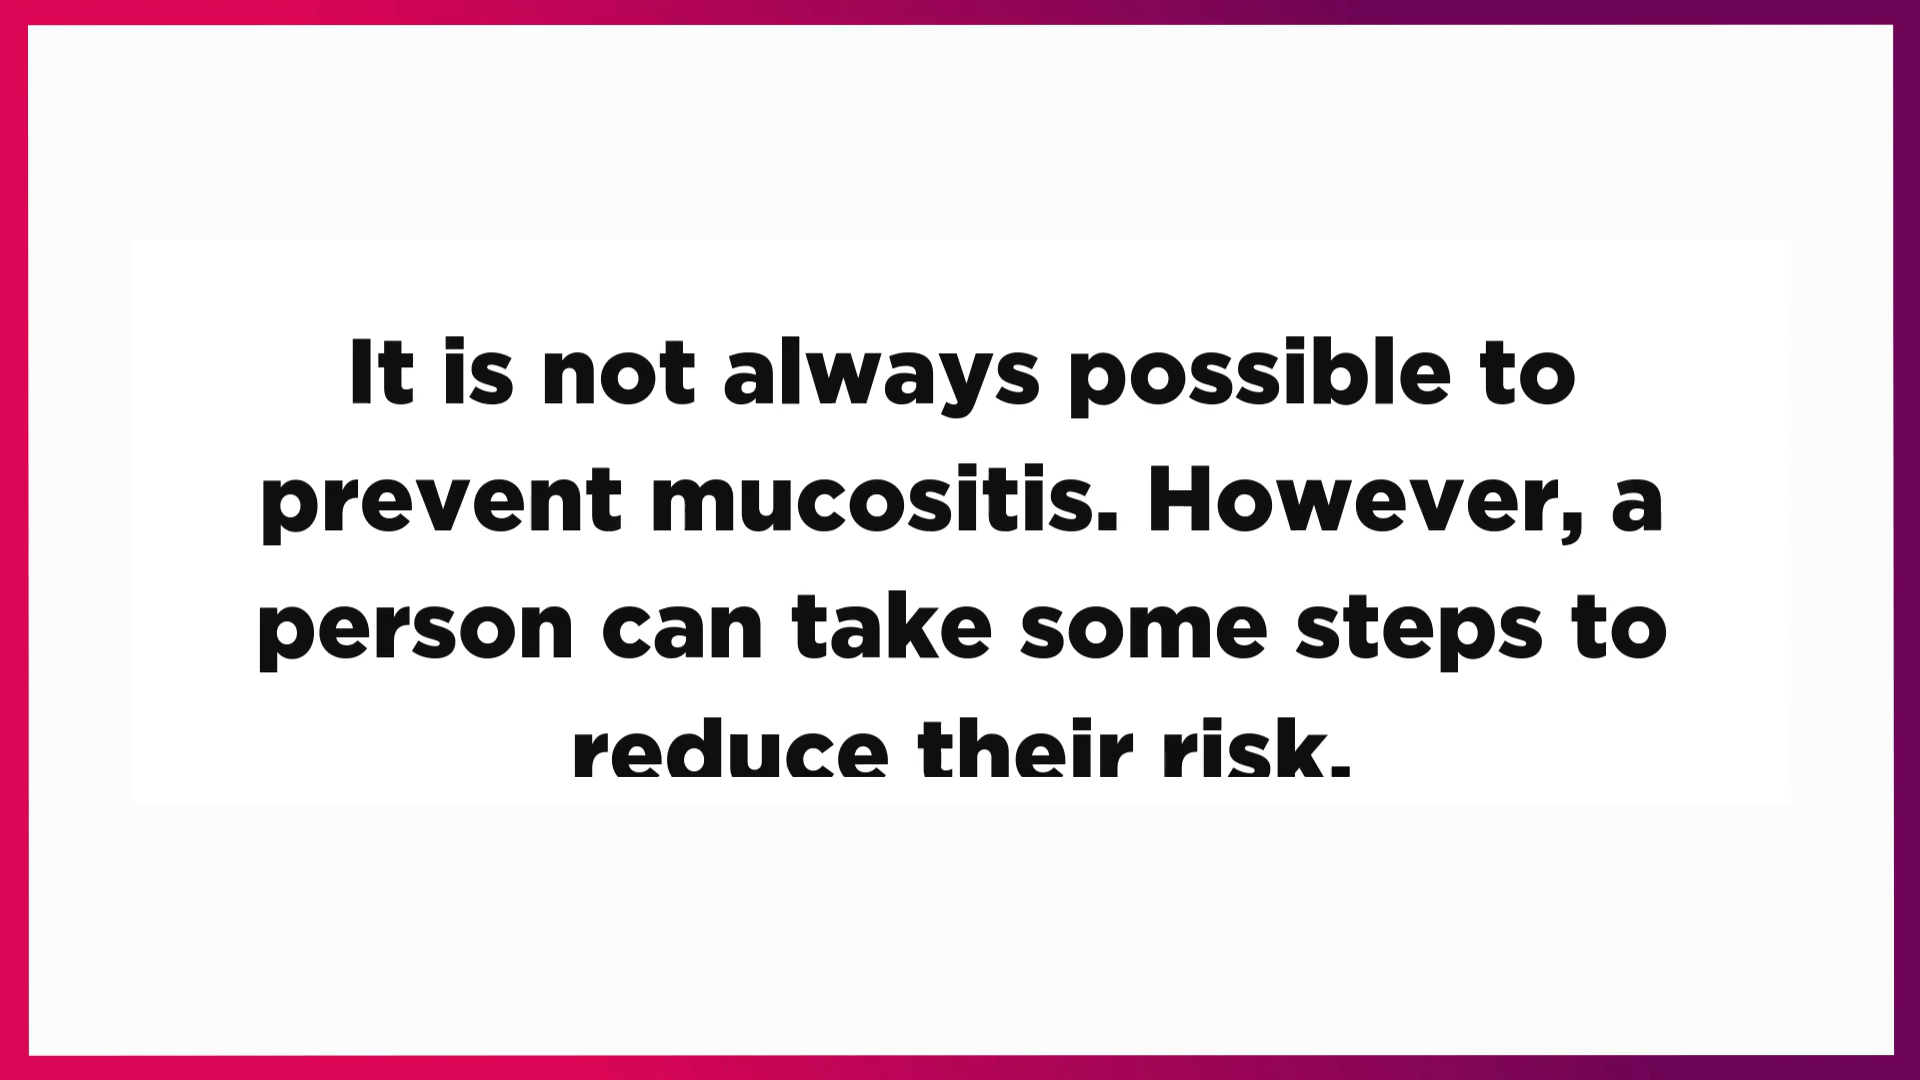 It is not always possible to
prevent mucositis. However, a
person can take some steps to
reduce their risk.